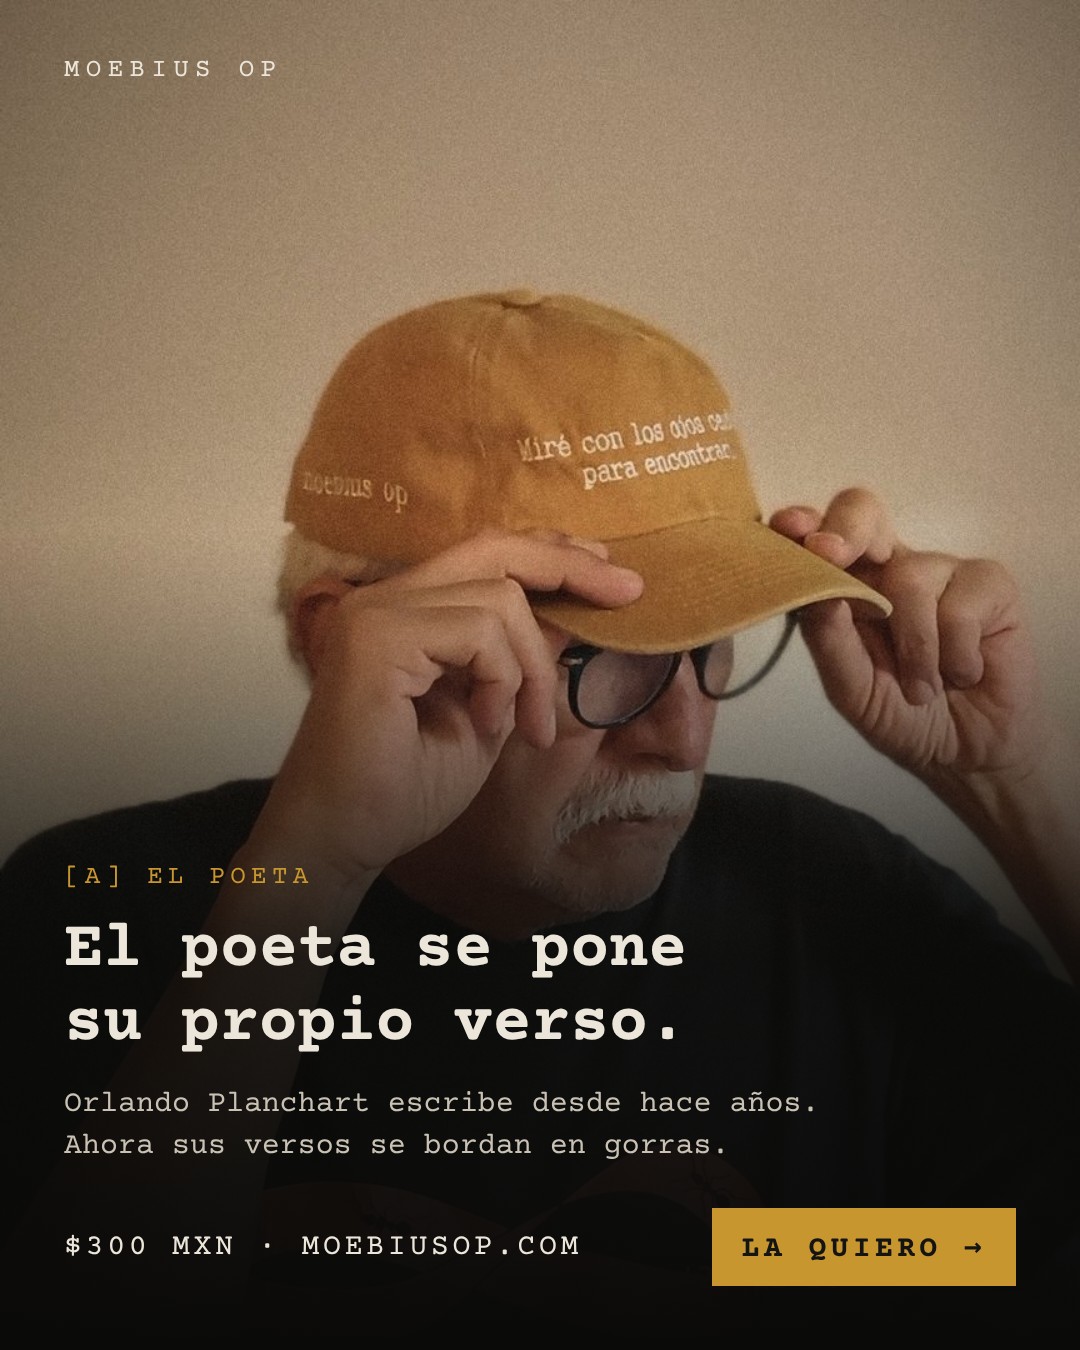 MOEBIUS OP
Miré con los ojos
para encontrar
op
[A] EL POETA
El poeta se pone
su propio verso.
Orlando Planchart escribe desde hace años.
Ahora sus versos se bordan en gorras.
$300 MXN · MOEBIUSOP.COM
LA QUIERO →